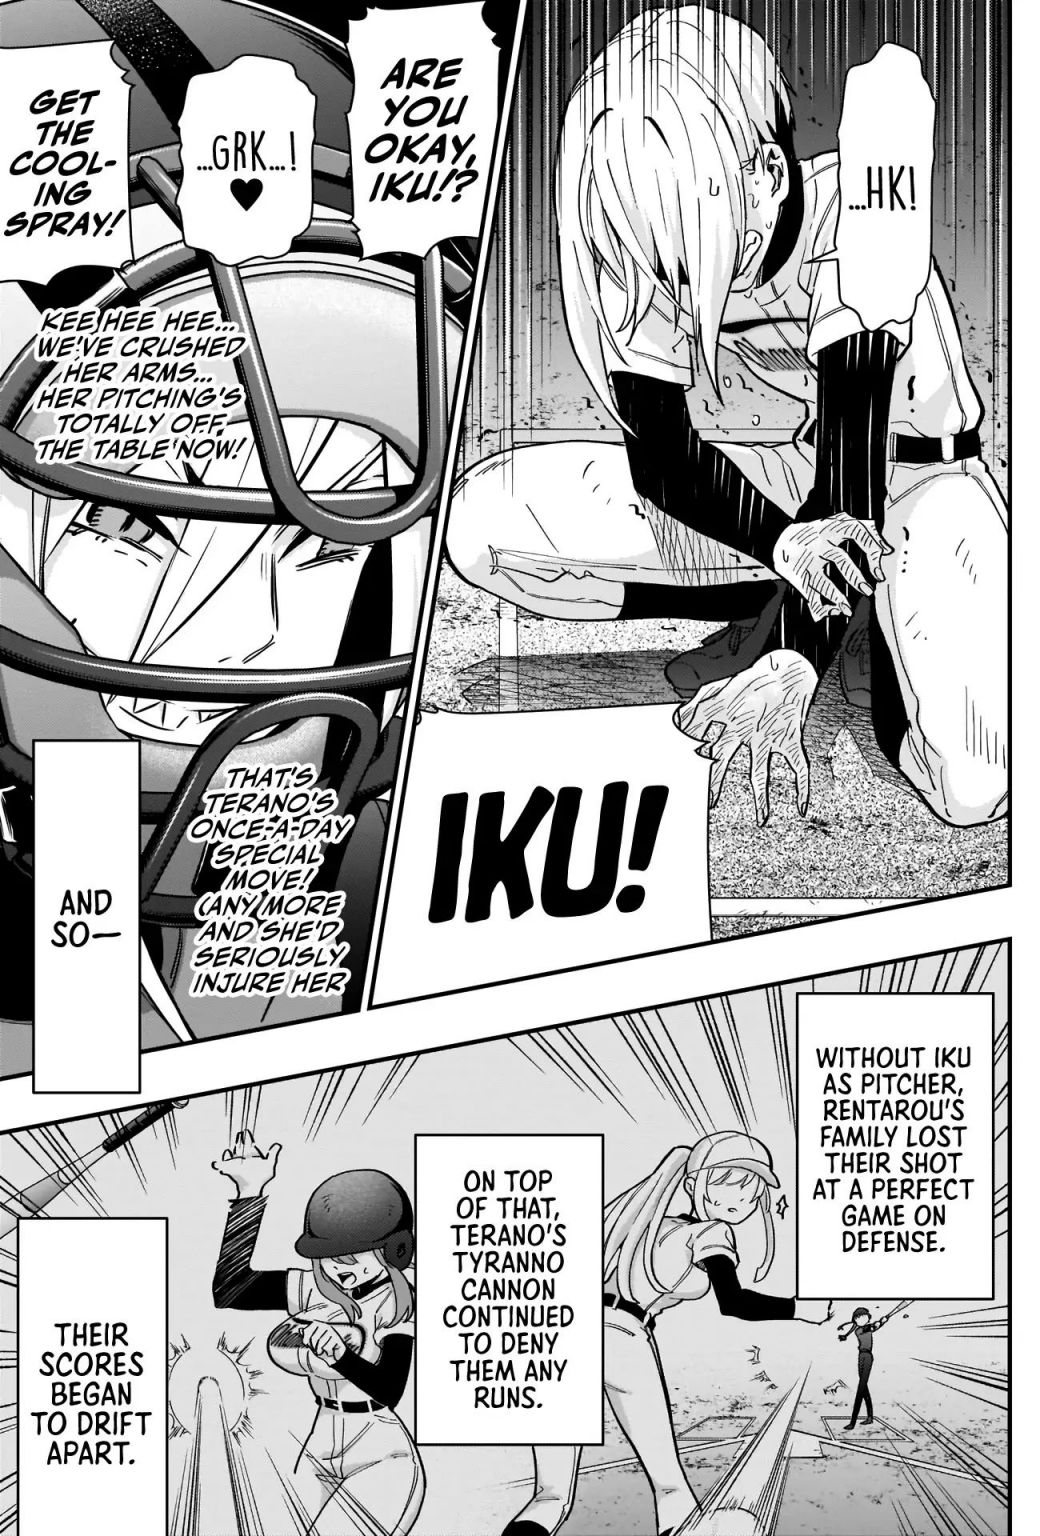 ...HK!
ARE
YOU
OKAY,
IKU!?
...GRK...!
♥
GET
THE
COOL-
ING
SPRAY!
IKU!
KEE HEE HEE...
WE'VE CRUSHED
HER ARMS...
HER PITCHING'S
TOTALLY OFF
THE TABLE NOW!
THAT'S
TERANO'S
ONCE-A-DAY
SPECIAL
MOVE!
(ANY MORE
AND SHE'D
SERIOUSLY
INJURE HER
AND
SO—
WITHOUT IKU
AS PITCHER,
RENTAROU'S
FAMILY LOST
THEIR SHOT
AT A PERFECT
GAME ON
DEFENSE.
ON TOP
OF THAT,
TERANO'S
TYRANNO
CANNON
CONTINUED
TO DENY
THEM ANY
RUNS.
THEIR
SCORES
BEGAN
TO DRIFT
APART.